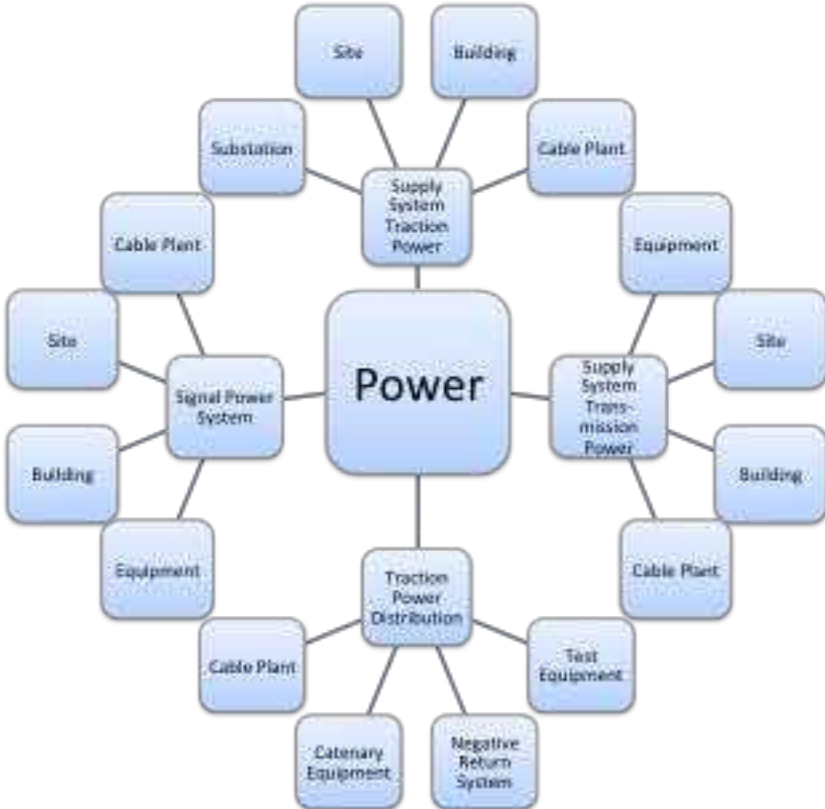 Site
Building
Substation
Cable Plant
Supply
System
Traction
Power
Cable Plant
Equipment
Site
Site
Power
Signal Power
System
Supply
System
Trans-
mission
Power
Building
Building
Equipment
Cable Plant
Traction
Power
Distribution
Cable Plant
Test
Equipment
Catenary
Equipment
Negative
Return
System